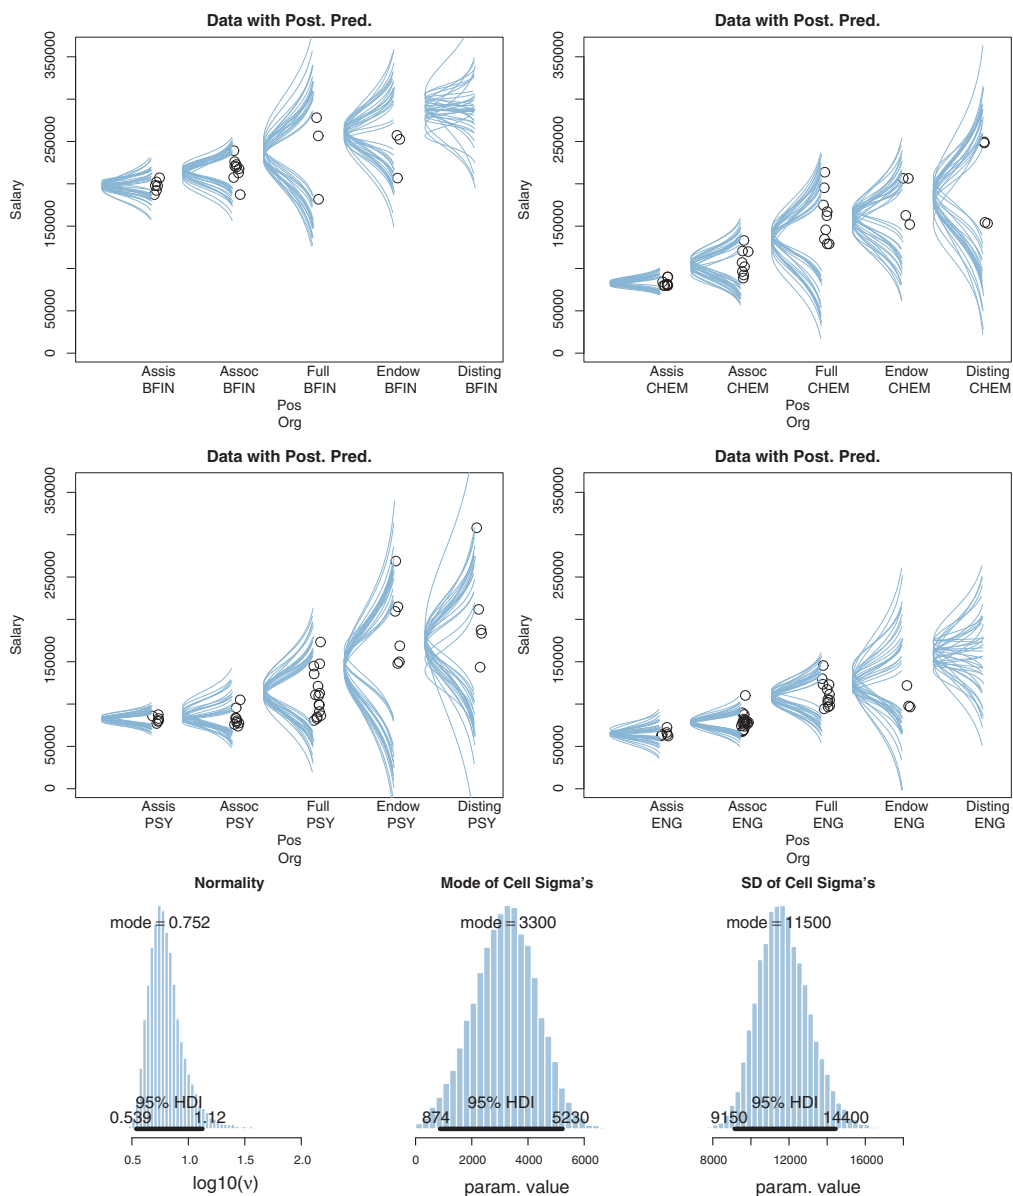 Data with Post. Pred.
Salary
350000
250000
150000
50000
0
Assis Assoc Full Endow Disting
BFIN BFIN BFIN BFIN BFIN
Pos
Org
Data with Post. Pred.
Salary
350000
250000
150000
50000
0
Assis Assoc Full Endow Disting
CHEM CHEM CHEM CHEM CHEM
Pos
Org
Data with Post. Pred.
Salary
350000
250000
150000
50000
0
Assis Assoc Full Endow Disting
PSY PSY PSY PSY PSY
Pos
Org
Data with Post. Pred.
Salary
350000
250000
150000
50000
0
Assis Assoc Full Endow Disting
ENG ENG ENG ENG ENG
Pos
Org
Normality
mode = 0.752
95% HDI
0.539 1.12
0.5 1.0 1.5 2.0
log10(ν)
Mode of Cell Sigma's
mode = 3300
95% HDI
874 5230
0 2000 4000 6000
param. value
SD of Cell Sigma's
mode = 11500
95% HDI
9150 14400
8000 12000 16000
param. value